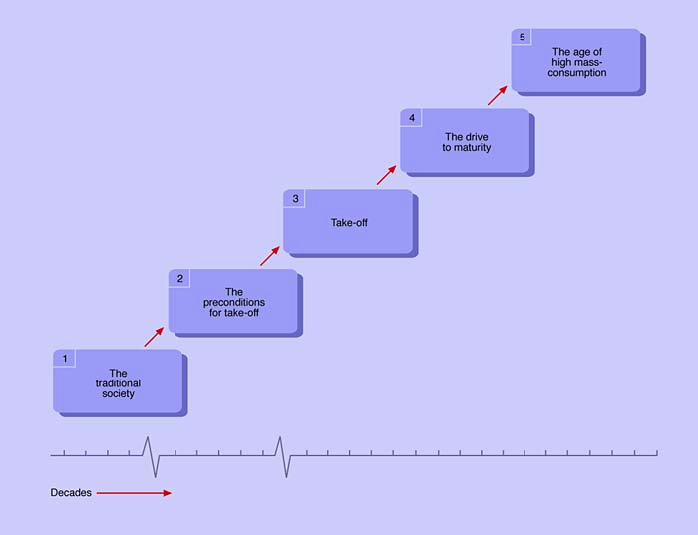 5
The age of
high mass-
consumption
4
The drive
to maturity
3
Take-off
2
The
preconditions
for take-off
1
The
traditional
society
Decades